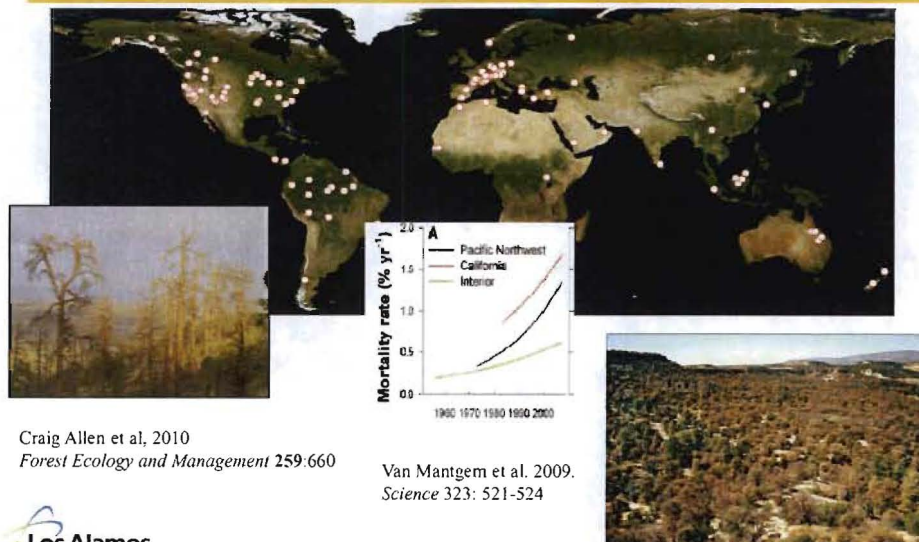 2.0
A
Pacific Northwest
California
Interior
1.5
1.0
0.5
0.0
Mortality rate (% yr⁻¹)
1960 1970 1980 1990 2000
Craig Allen et al, 2010
Forest Ecology and Management 259:660
Van Mantgem et al. 2009.
Science 323: 521-524
Los Alamos